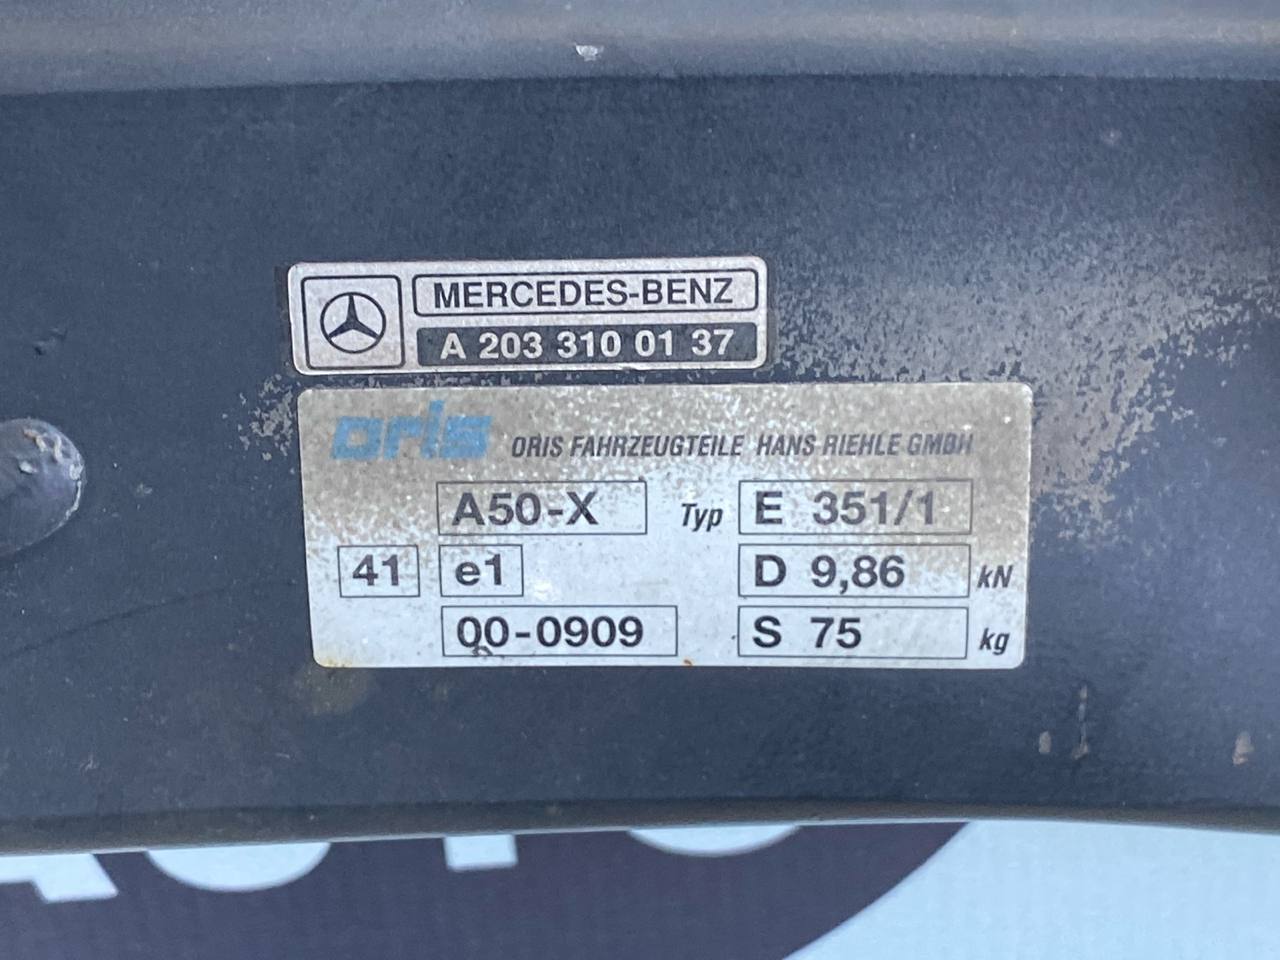 MERCEDES-BENZ
A 203 310 01 37
oris ORIS FAHRZEUGTEILE HANS RIEHLE GMBH
A50-X Typ E 351/1
41 e1 D 9,86 kN
00-0909 S 75 kg